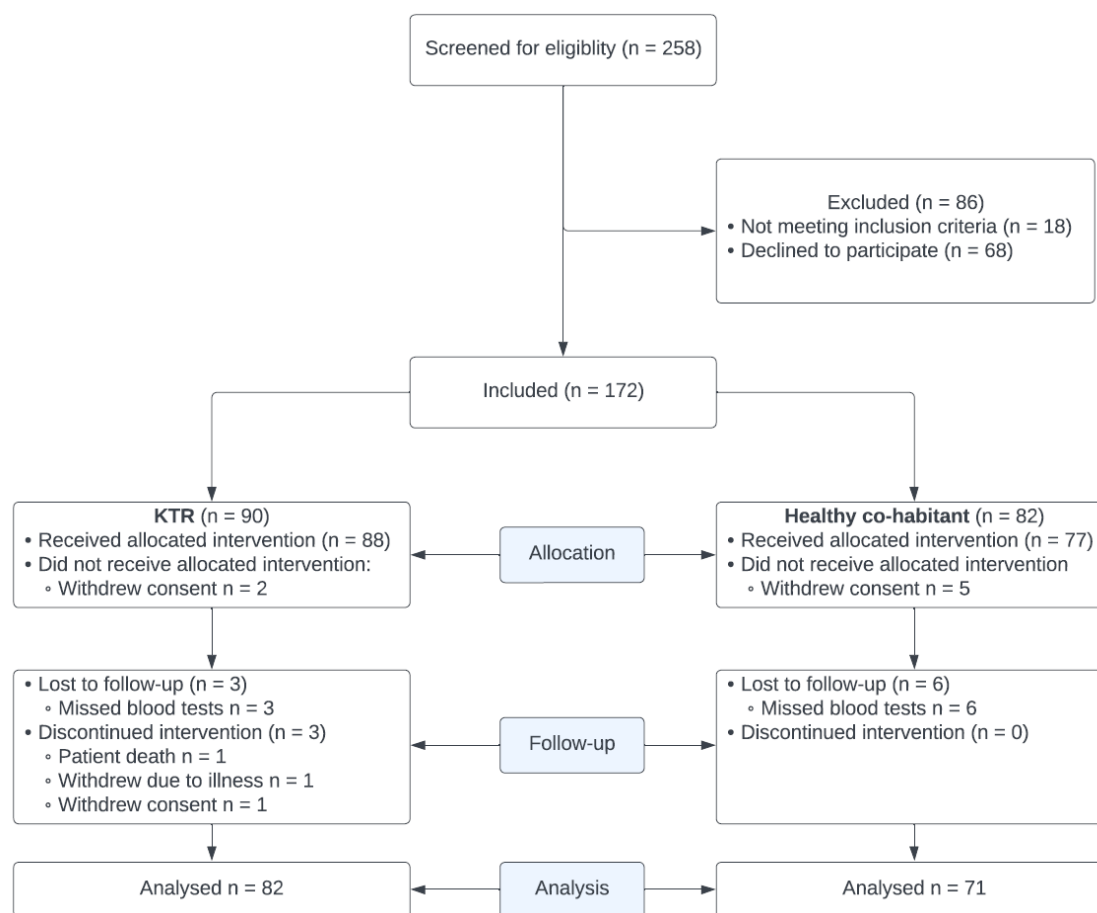 Screened for eligiblity (n = 258)
Excluded (n = 86)
• Not meeting inclusion criteria (n = 18)
• Declined to participate (n = 68)
Included (n = 172)
KTR (n = 90)
• Received allocated intervention (n = 88)
• Did not receive allocated intervention:
◦ Withdrew consent n = 2
Allocation
Healthy co-habitant (n = 82)
• Received allocated intervention (n = 77)
• Did not receive allocated intervention
◦ Withdrew consent n = 5
• Lost to follow-up (n = 3)
◦ Missed blood tests n = 3
• Discontinued intervention (n = 3)
◦ Patient death n = 1
◦ Withdrew due to illness n = 1
◦ Withdrew consent n = 1
Follow-up
• Lost to follow-up (n = 6)
◦ Missed blood tests n = 6
• Discontinued intervention (n = 0)
Analysed n = 82
Analysis
Analysed n = 71